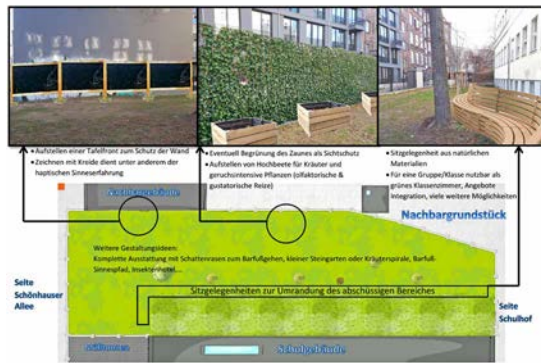 Aufstellen einer Tafelfront zum Schutz der Wand
Zeichnen mit Kreide dient unter anderem der
haptischen Sinneserfahrung
Eventuell Begrünung des Zaunes als Sichtschutz
Aufstellen von Hochbeete für Kräuter und
geruchsintensive Pflanzen (olfaktorische &
gustatorische Reize)
Sitzgelegenheit aus natürlichen
Materialien
Für eine Gruppe/Klasse nutzbar als
grünes Klassenzimmer, Angebote
Integration, viele weitere Möglichkeiten
Nachbargebäude
Nachbargrundstück
Weitere Gestaltungsideen:
Komplette Ausstattung mit Schattenrasen zum Barfußgehen, kleiner Steingarten oder Kräuterspirale, Barfuß-
Sinnespfad, Insektenhotel....
Seite
Schönhauser
Allee
Sitzgelegenheiten zur Umrandung des abschüssigen Bereiches
Seite
Schulhof
Schulgebäude